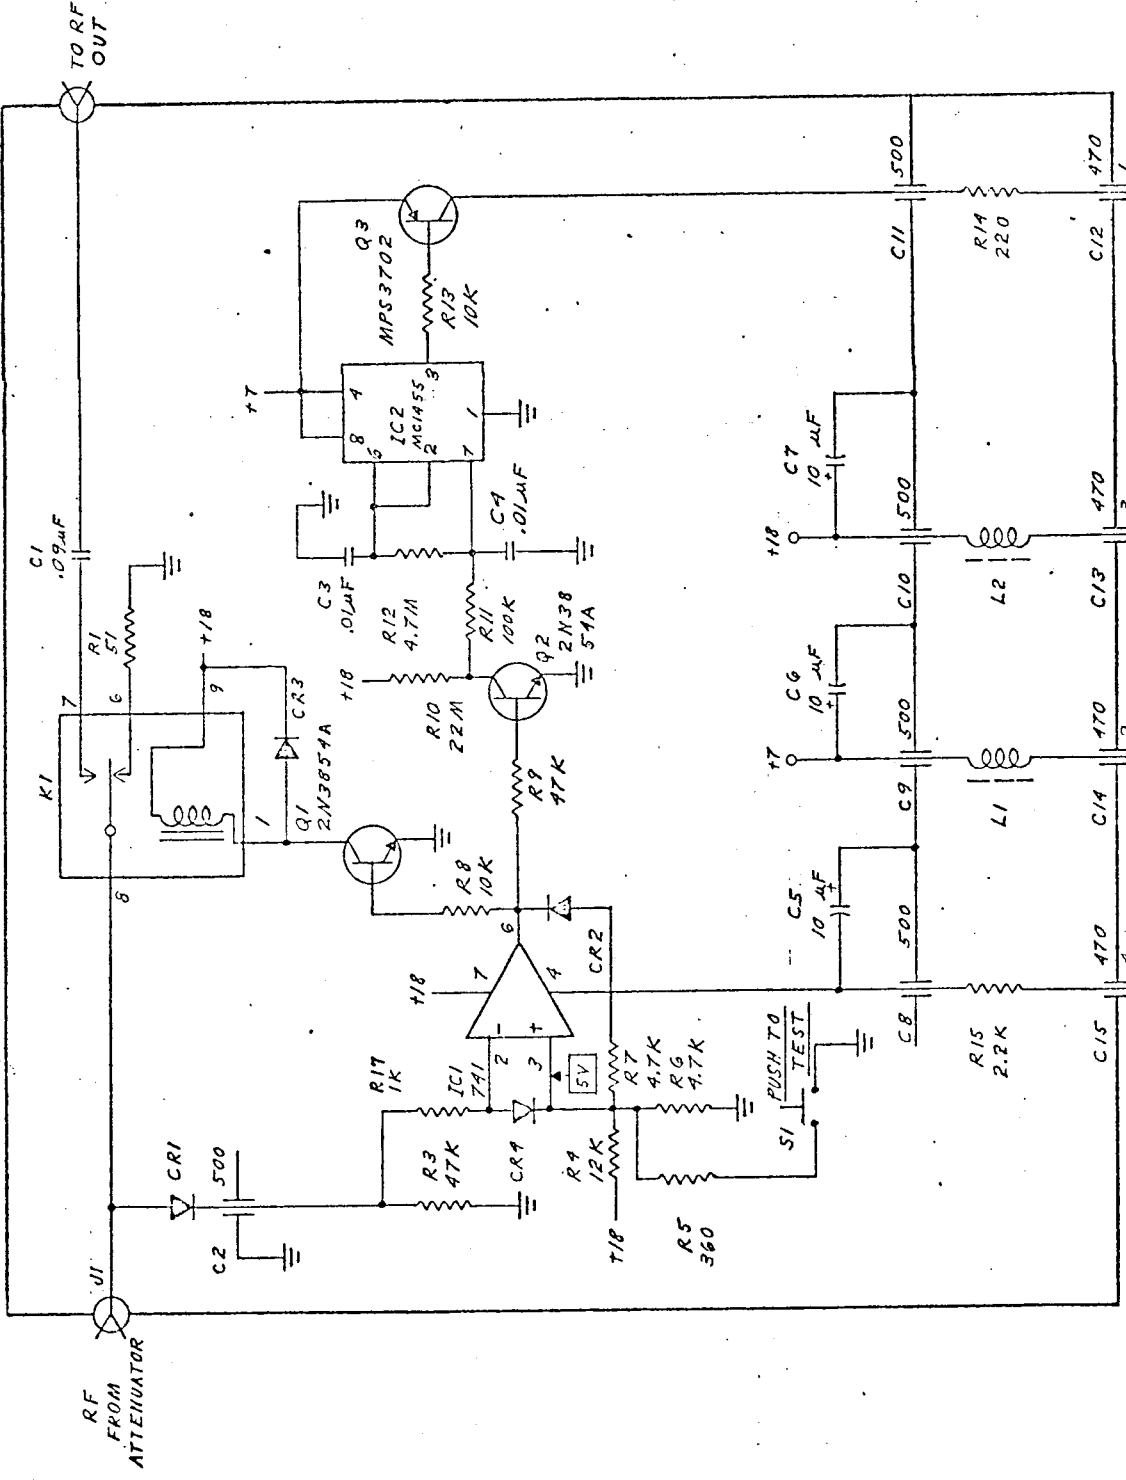 TO RF
OUT
C1
.09µF
R1
51
7
6
+18
9
K1
CR3
1
8
Q1
2N3854A
Q3
MPS3702
R13
10K
+7
4
8
3
IC2
MC1455
2
1
7
C3
.01µF
C4
.01µF
R12
4.7M
R11
100K
+18
R10
22M
Q2
2N38
54A
R9
47K
R8
10K
6
CR2
+18
7
4
2
-
3
+
IC1
741
5V
R17
1K
R3
47K
CR4
R7
4.7K
R6
4.7K
R4
12K
+18
R5
360
CR1
500
C2
J1
RF
FROM
ATTENUATOR
PUSH TO
TEST
S1
C5
10 µF
+
C6
10 µF
+
C7
10 µF
+
+7
+18
C8
500
C9
500
C10
500
C11
500
R15
2.2K
L1
L2
R14
220
C15
470
C14
470
C13
470
C12
470